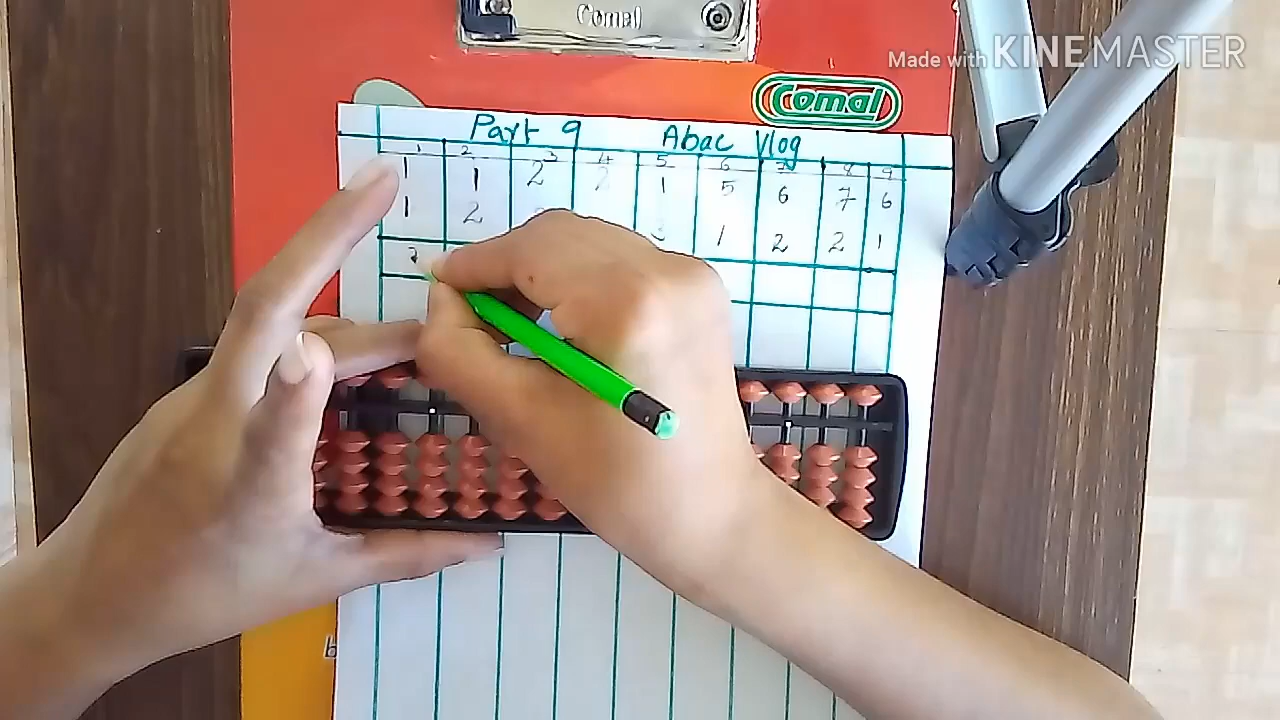 Comal
Made with KINEMASTER
Comal
Part 9 Abac Vlog
1 2 3 4 5 6 7 8 9
1 1 2 2 1 5 6 7 6
1 2 3 1 2 2 1
2
b